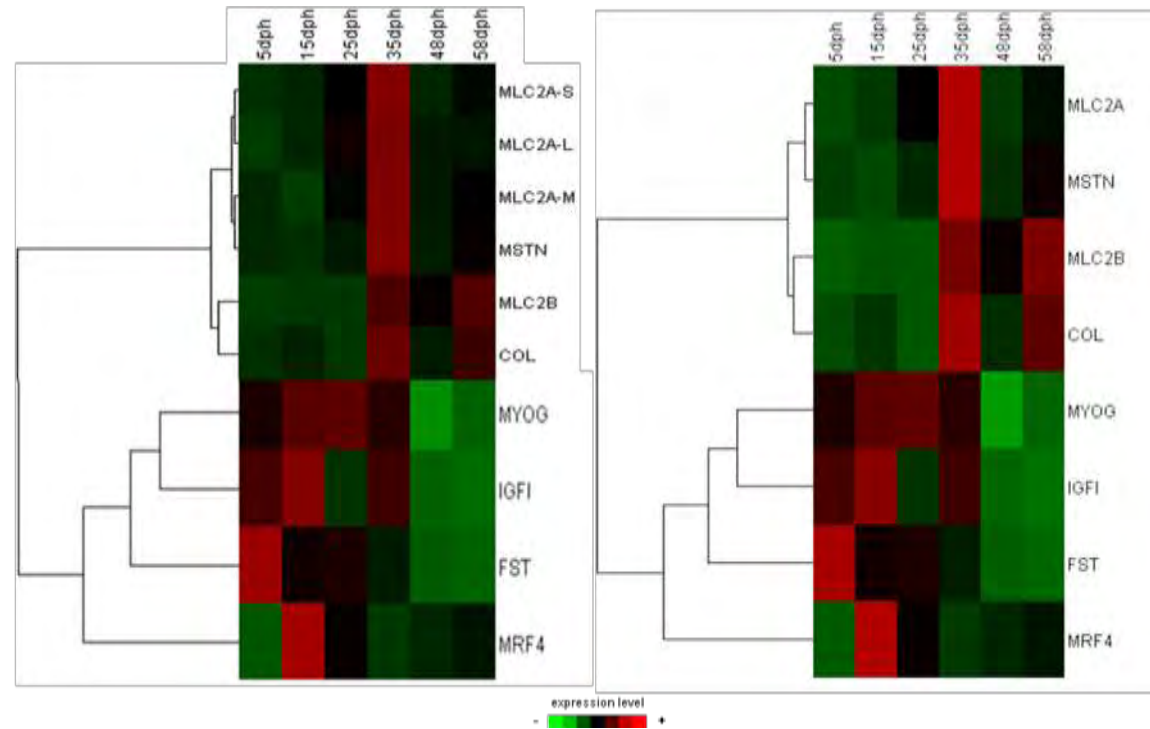 5dph 15dph 25dph 35dph 48dph 58dph
MLC2A-S
MLC2A-L
MLC2A-M
MSTN
MLC2B
COL
MYOG
IGFI
FST
MRF4
5dph 15dph 25dph 35dph 48dph 58dph
MLC2A
MSTN
MLC2B
COL
MYOG
IGFI
FST
MRF4
expression level
- +